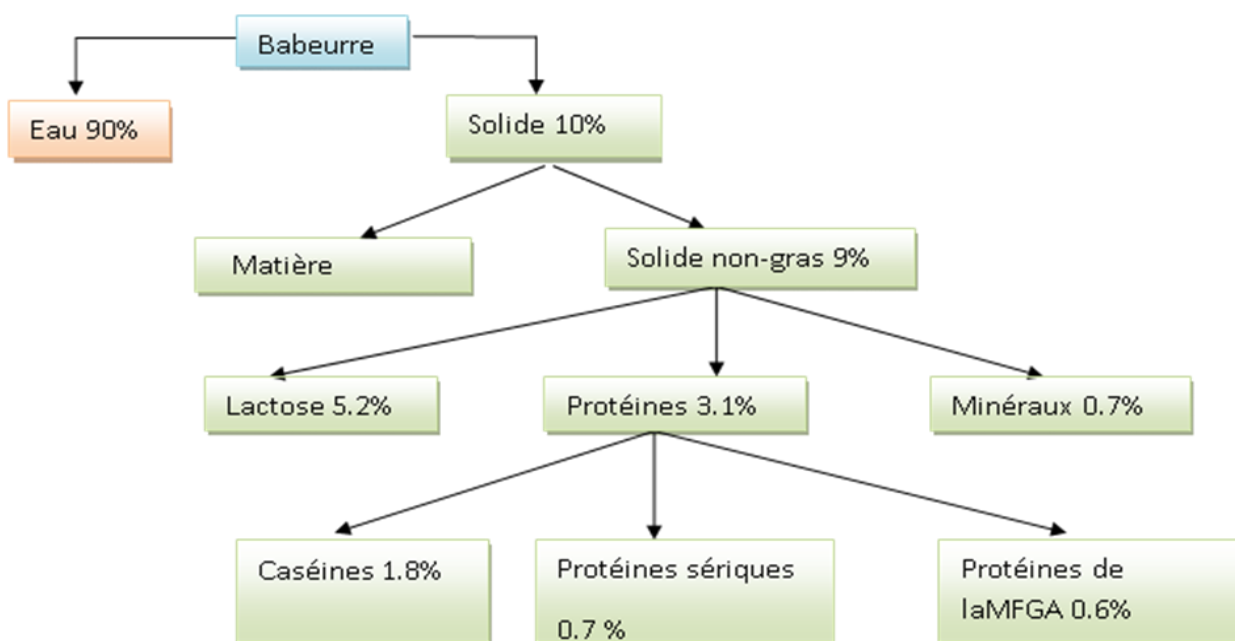 Babeurre
Eau 90%
Solide 10%
Matière
Solide non-gras 9%
Lactose 5.2%
Protéines 3.1%
Minéraux 0.7%
Caséines 1.8%
Protéines sériques
0.7 %
Protéines de
laMFGA 0.6%